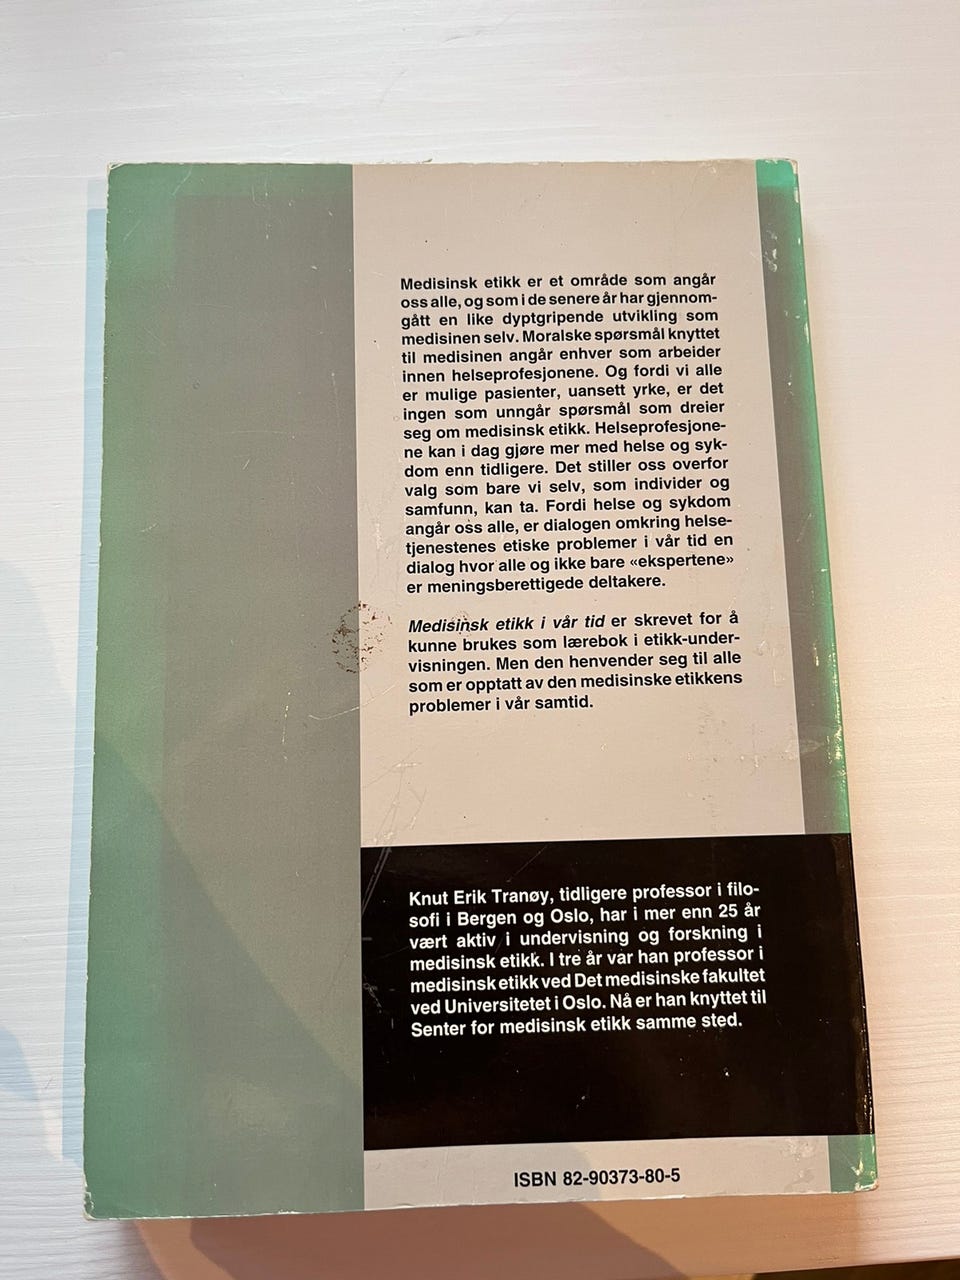 Medisinsk etikk er et område som angår
oss alle, og som i de senere år har gjennom-
gått en like dyptgripende utvikling som
medisinen selv. Moralske spørsmål knyttet
til medisinen angår enhver som arbeider
innen helseprofesjonene. Og fordi vi alle
er mulige pasienter, uansett yrke, er det
ingen som unngår spørsmål som dreier
seg om medisinsk etikk. Helseprofesjone-
ne kan i dag gjøre mer med helse og syk-
dom enn tidligere. Det stiller oss overfor
valg som bare vi selv, som individer og
samfunn, kan ta. Fordi helse og sykdom
angår oss alle, er dialogen omkring helse-
tjenestenes etiske problemer i vår tid en
dialog hvor alle og ikke bare «ekspertene»
er meningsberettigede deltakere.
Medisinsk etikk i vår tid er skrevet for å
kunne brukes som lærebok i etikk-under-
visningen. Men den henvender seg til alle
som er opptatt av den medisinske etikkens
problemer i vår samtid.
Knut Erik Tranøy, tidligere professor i filo-
sofi i Bergen og Oslo, har i mer enn 25 år
vært aktiv i undervisning og forskning i
medisinsk etikk. I tre år var han professor i
medisinsk etikk ved Det medisinske fakultet
ved Universitetet i Oslo. Nå er han knyttet til
Senter for medisinsk etikk samme sted.
ISBN 82-90373-80-5